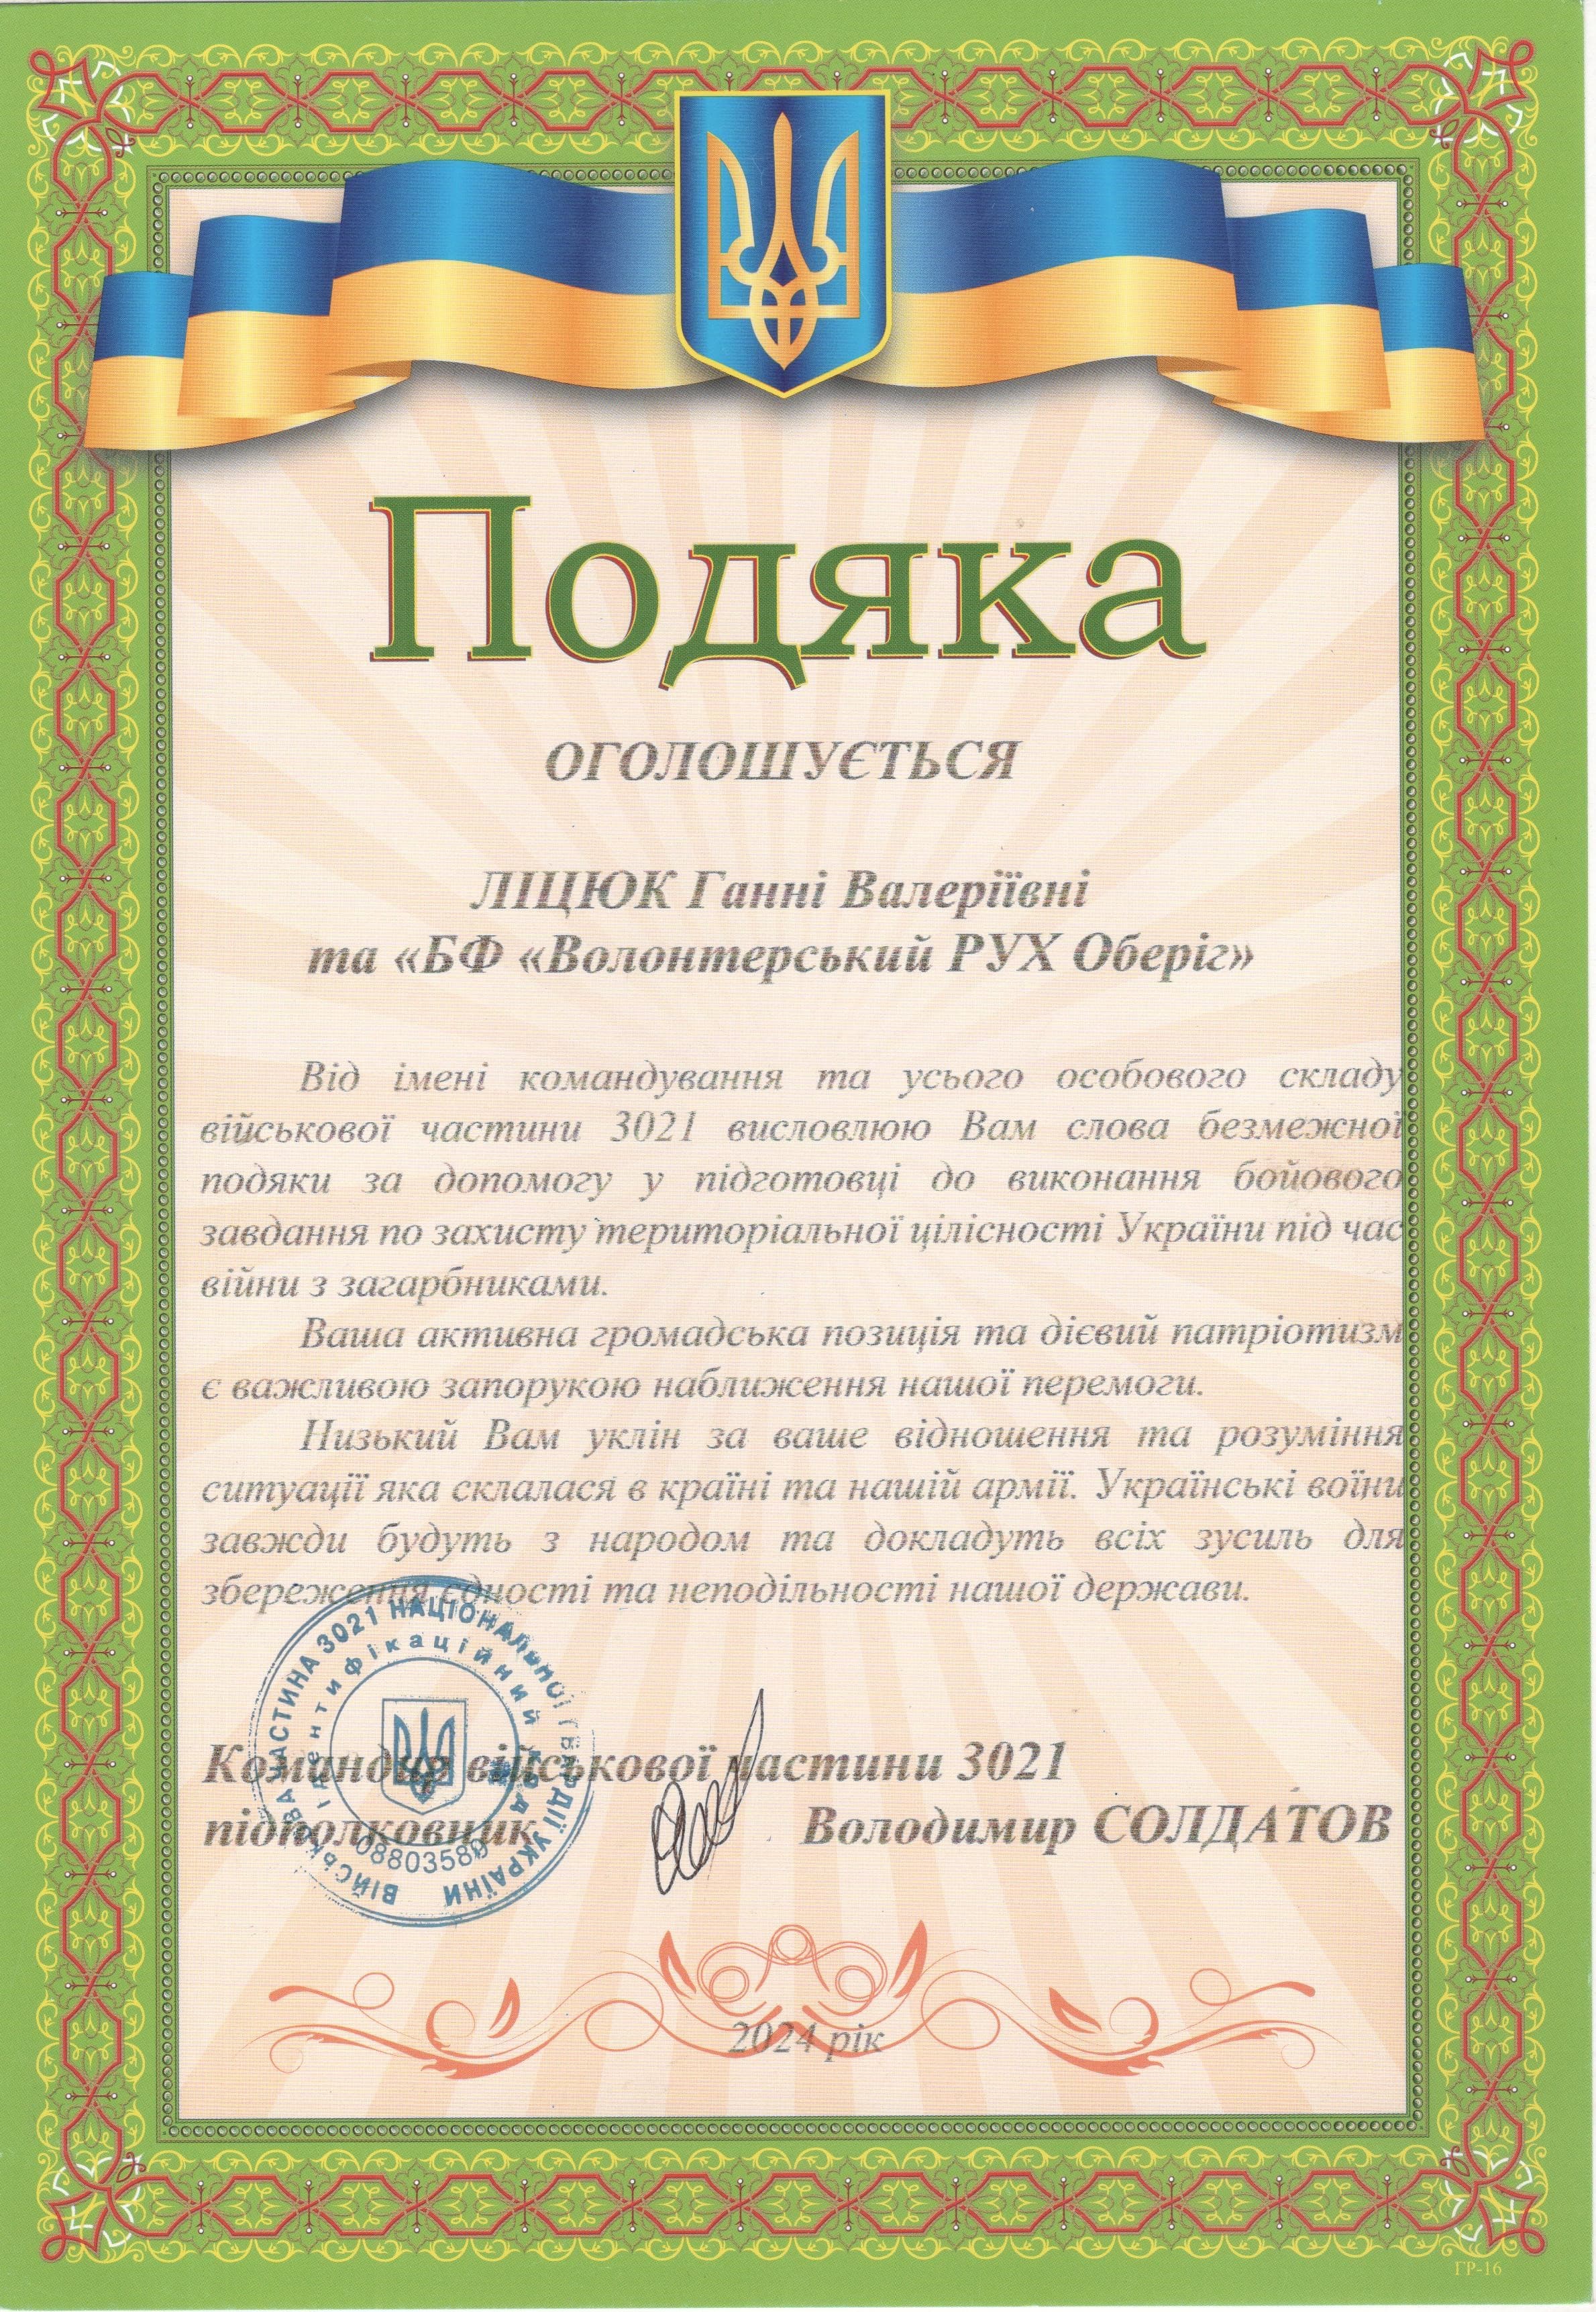 Подяка
ОГОЛОШУЄТЬСЯ
ЛІЦЮК Ганні Валеріївні
та «БФ «Волонтерський РУХ Оберіг»
Від імені командування та усього особового складу
військової частини 3021 висловлюю Вам слова безмежної
подяки за допомогу у підготовці до виконання бойового
завдання по захисту територіальної цілісності України під час
війни з загарбниками.
Ваша активна громадська позиція та дієвий патріотизм
є важливою запорукою наближення нашої перемоги.
Низький Вам уклін за ваше відношення та розуміння
ситуації яка склалася в країні та нашій армії. Українські воїни
завжди будуть з народом та докладуть всіх зусиль для
збереження єдності та неподільності нашої держави.
ВІЙСЬКОВА ЧАСТИНА 3021 НАЦІОНАЛЬНОЇ ГВАРДІЇ УКРАЇНИ
Ідентифікаційний код
Командир військової частини 3021
підполковник Володимир СОЛДАТОВ
2024 рік
ГР-16